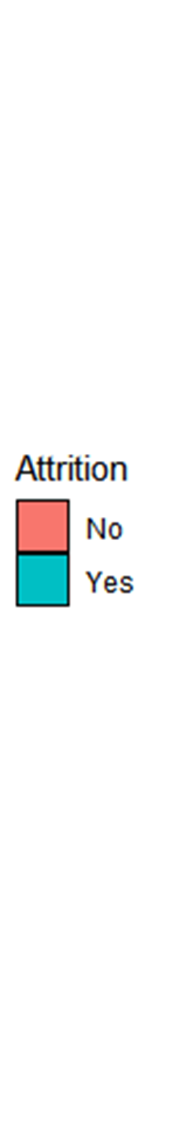 Attrition
No
Yes